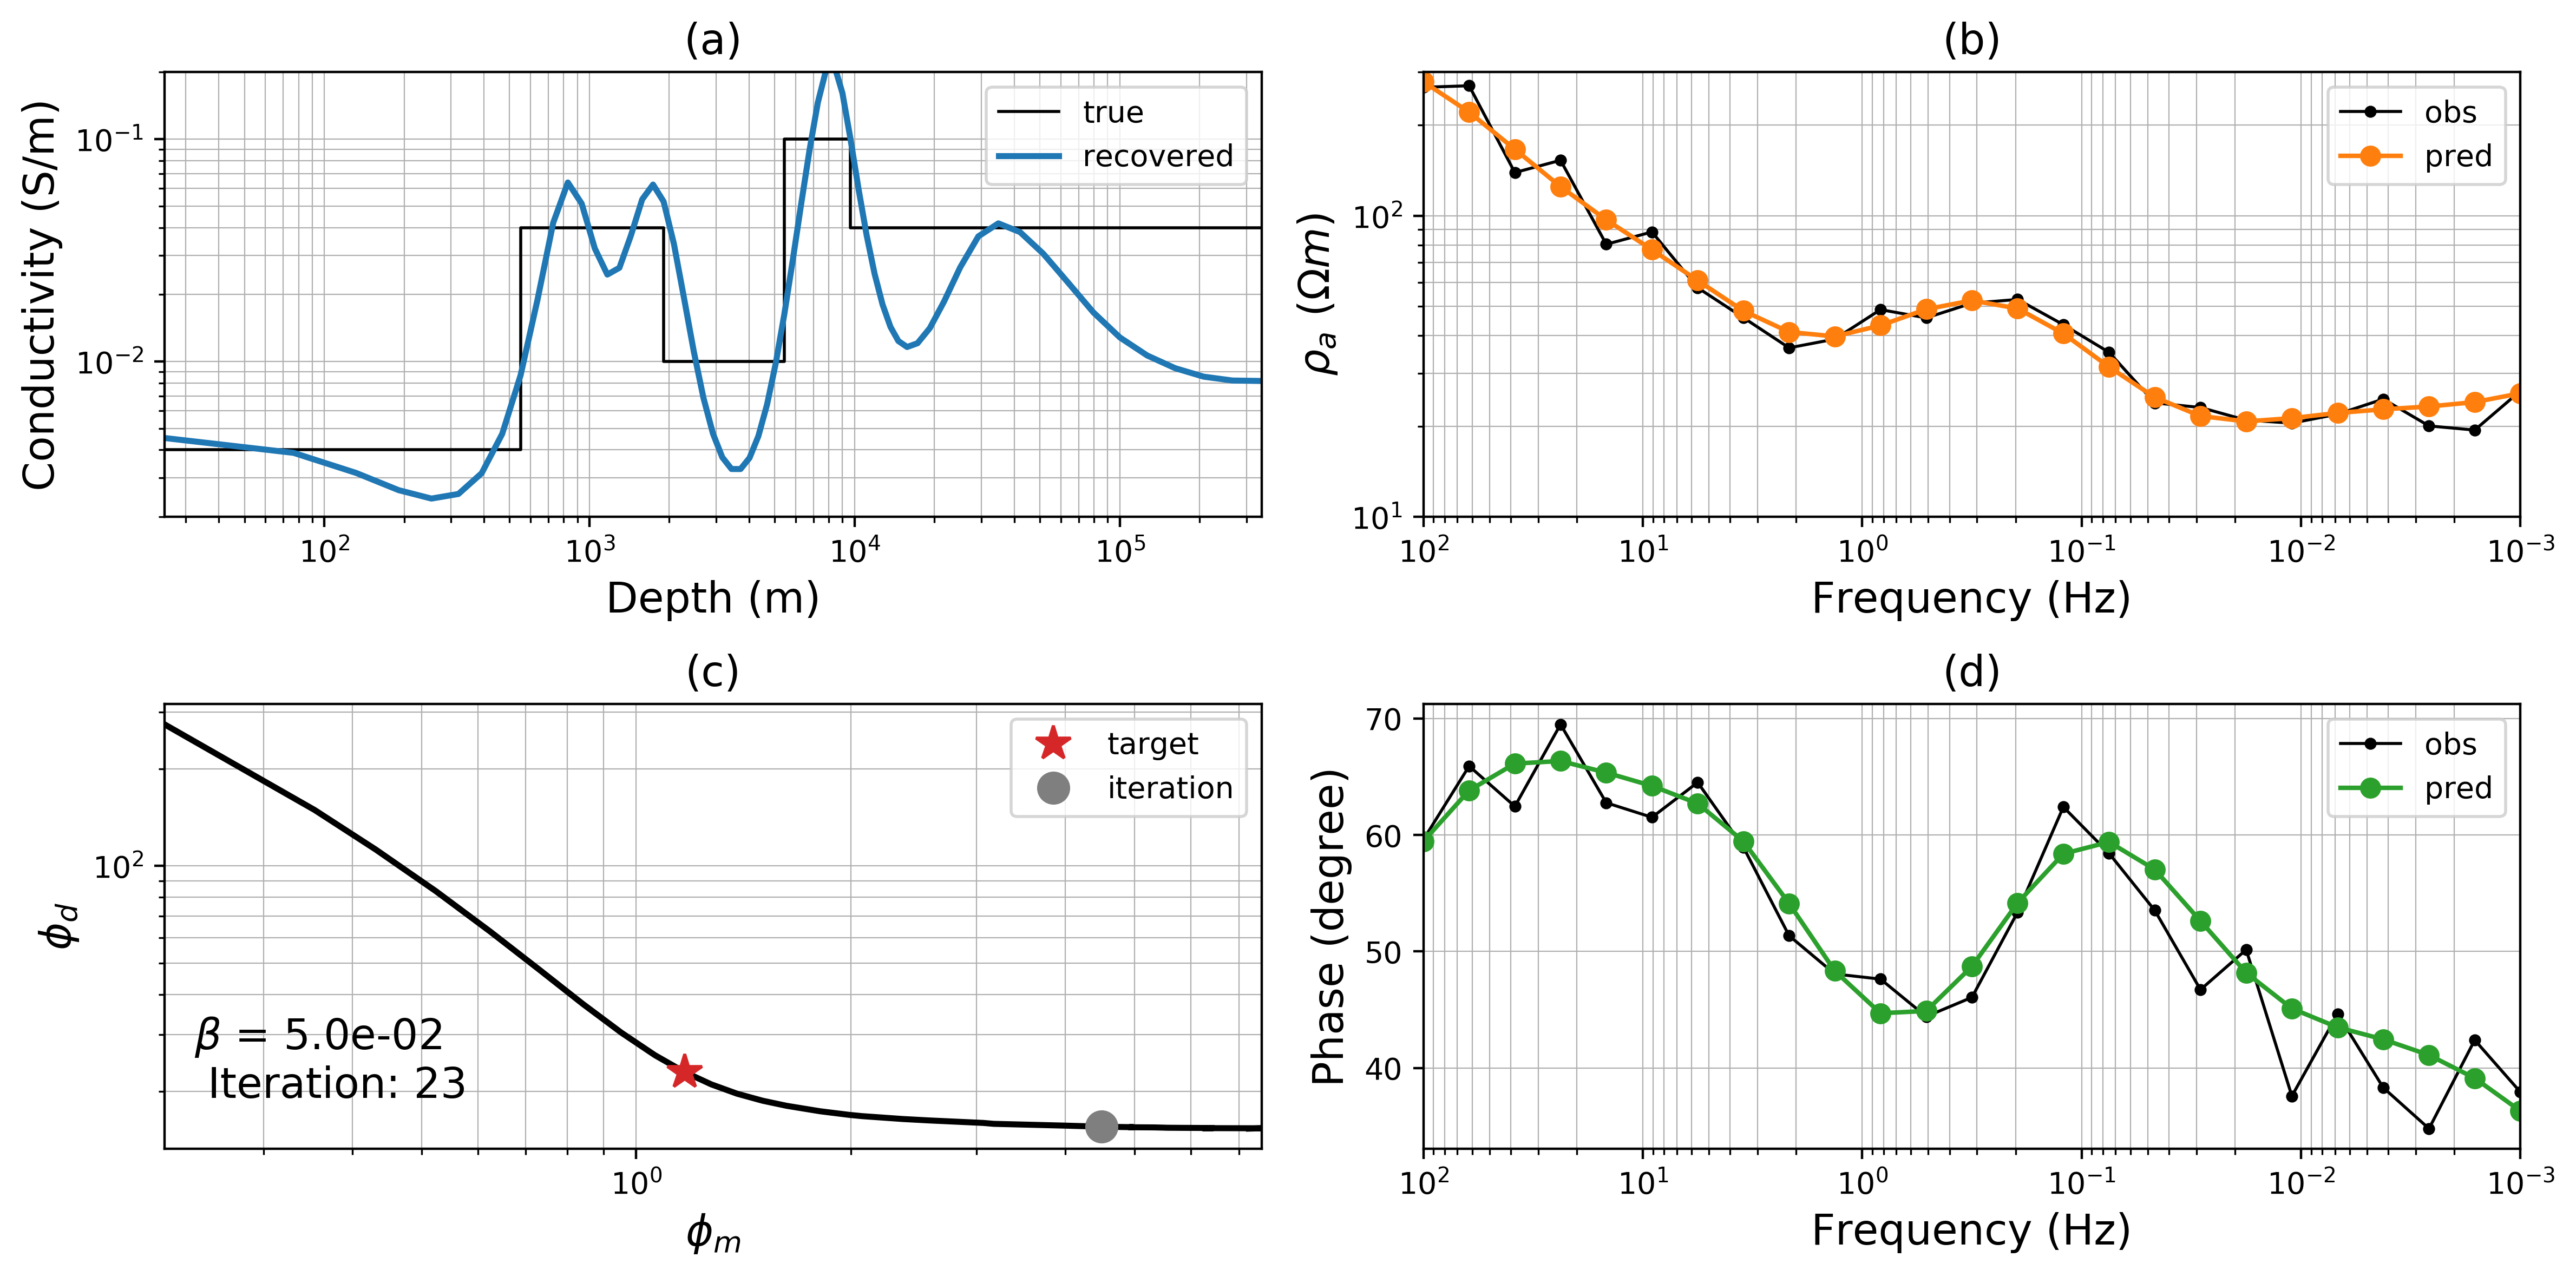 (a)
Conductivity (S/m)
10⁻¹
10⁻²
true
recovered
10² 10³ 10⁴ 10⁵
Depth (m)
(b)
ρₐ (Ωm)
10²
10¹
obs
pred
10² 10¹ 10⁰ 10⁻¹ 10⁻² 10⁻³
Frequency (Hz)
(c)
ϕ_d
10²
target
iteration
β = 5.0e-02
Iteration: 23
10⁰
ϕₘ
(d)
Phase (degree)
70
60
50
40
obs
pred
10² 10¹ 10⁰ 10⁻¹ 10⁻² 10⁻³
Frequency (Hz)